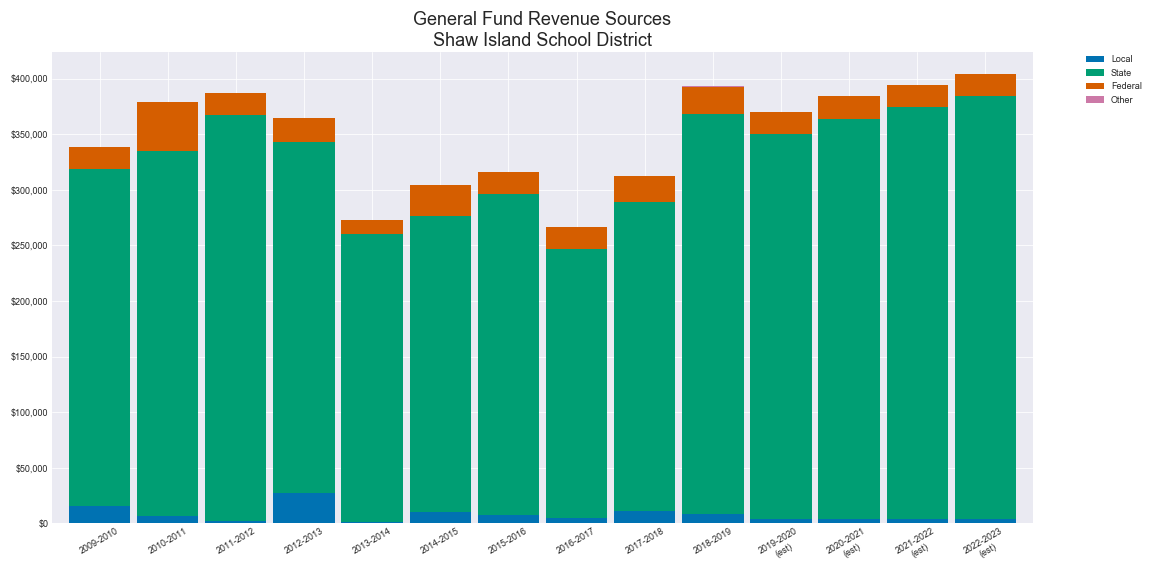 General Fund Revenue Sources
Shaw Island School District
Local
State
Federal
Other
$400,000
$350,000
$300,000
$250,000
$200,000
$150,000
$100,000
$50,000
$0
2009-2010
2010-2011
2011-2012
2012-2013
2013-2014
2014-2015
2015-2016
2016-2017
2017-2018
2018-2019
2019-2020
(est)
2020-2021
(est)
2021-2022
(est)
2022-2023
(est)